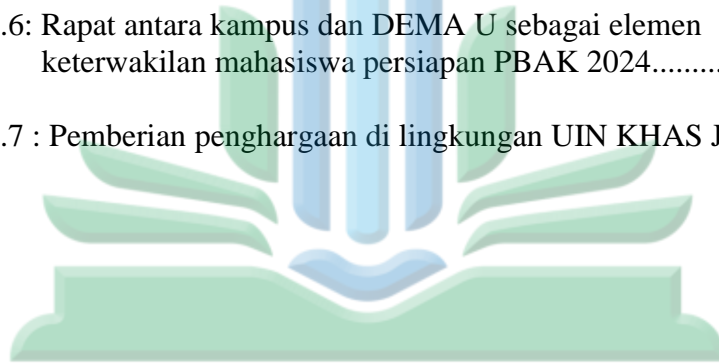 .6: Rapat antara kampus dan DEMA U sebagai elemen
keterwakilan mahasiswa persiapan PBAK 2024.........
.7 : Pemberian penghargaan di lingkungan UIN KHAS J